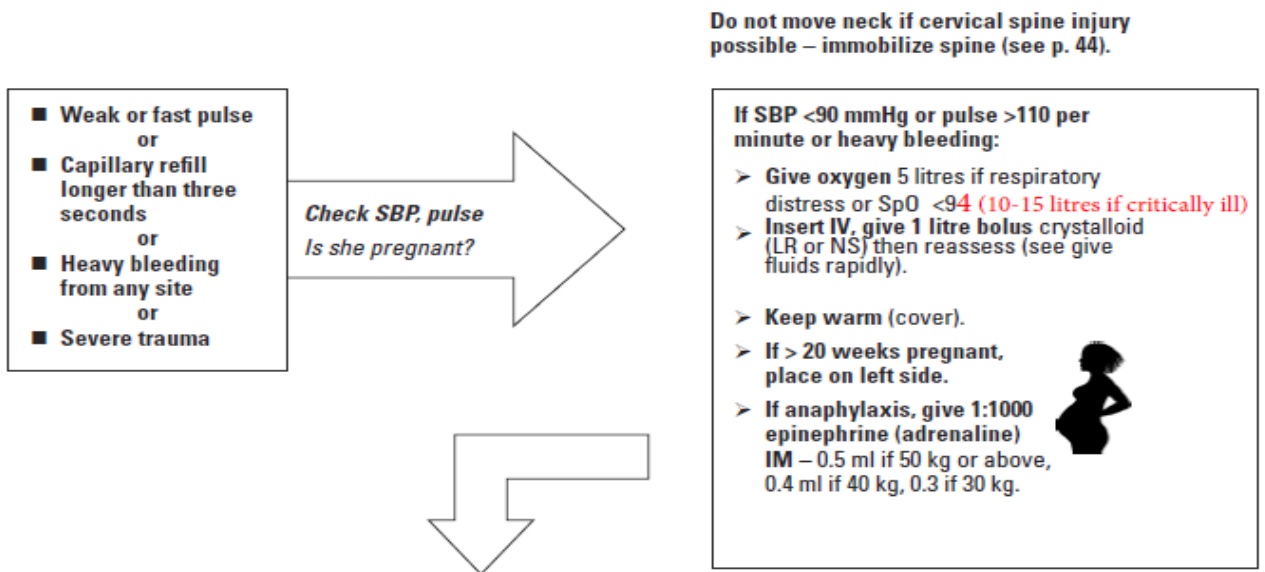 Do not move neck if cervical spine injury
possible – immobilize spine (see p. 44).
■ Weak or fast pulse
or
■ Capillary refill
longer than three
seconds
or
■ Heavy bleeding
from any site
or
■ Severe trauma
Check SBP, pulse
Is she pregnant?
If SBP <90 mmHg or pulse >110 per
minute or heavy bleeding:
➢ Give oxygen 5 litres if respiratory
distress or SpO <94 (10-15 litres if critically ill)
➢ Insert IV, give 1 litre bolus crystalloid
(LR or NS) then reassess (see give
fluids rapidly).
➢ Keep warm (cover).
➢ If > 20 weeks pregnant,
place on left side.
➢ If anaphylaxis, give 1:1000
epinephrine (adrenaline)
IM – 0.5 ml if 50 kg or above,
0.4 ml if 40 kg, 0.3 if 30 kg.